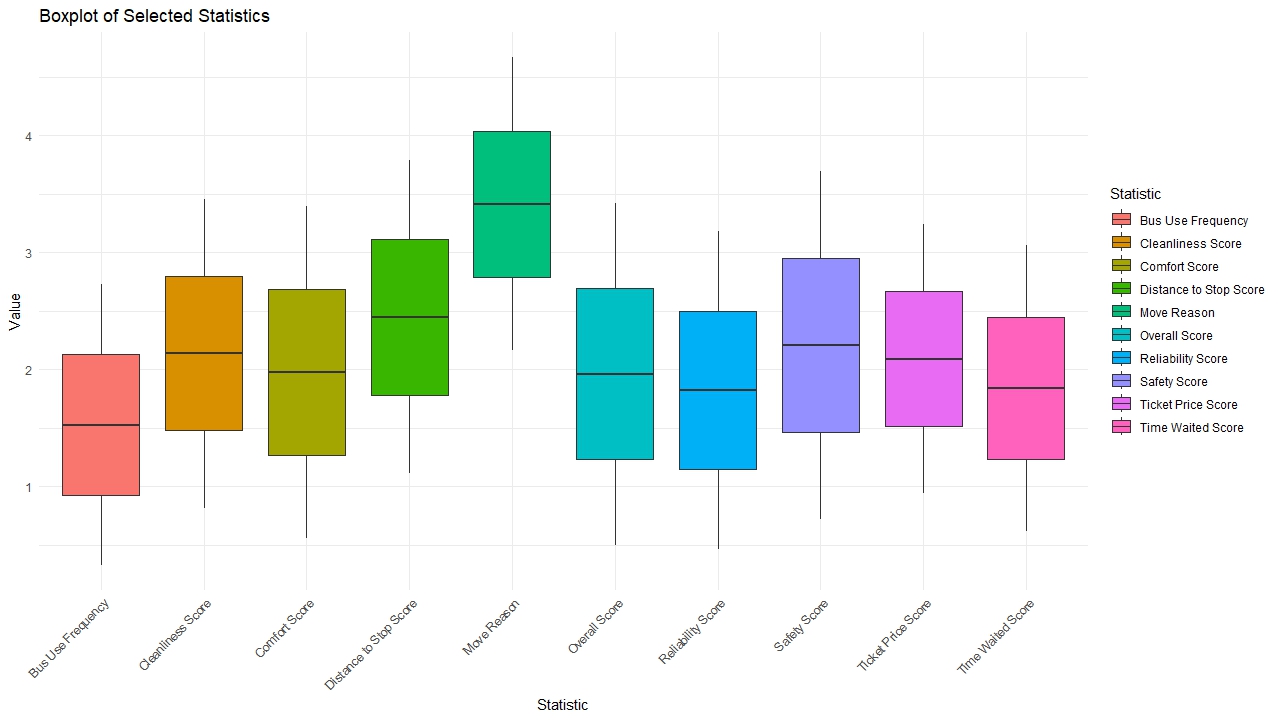 Boxplot of Selected Statistics
Value
4
3
2
1
Bus Use Frequency
Cleanliness Score
Comfort Score
Distance to Stop Score
Move Reason
Overall Score
Reliability Score
Safety Score
Ticket Price Score
Time Waited Score
Statistic
Statistic
Bus Use Frequency
Cleanliness Score
Comfort Score
Distance to Stop Score
Move Reason
Overall Score
Reliability Score
Safety Score
Ticket Price Score
Time Waited Score